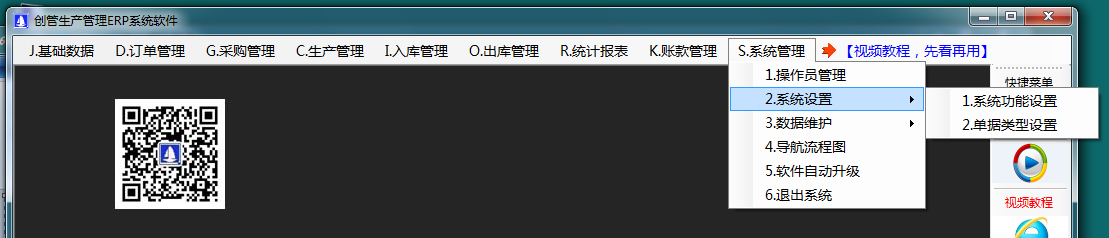 创管生产管理ERP系统软件
J.基础数据 D.订单管理 G.采购管理 C.生产管理 I.入库管理 O.出库管理 R.统计报表 K.账款管理 S.系统管理 【视频教程，先看再用】
1.操作员管理
2.系统设置
3.数据维护
4.导航流程图
5.软件自动升级
6.退出系统
1.系统功能设置
2.单据类型设置
快捷菜单
视频教程